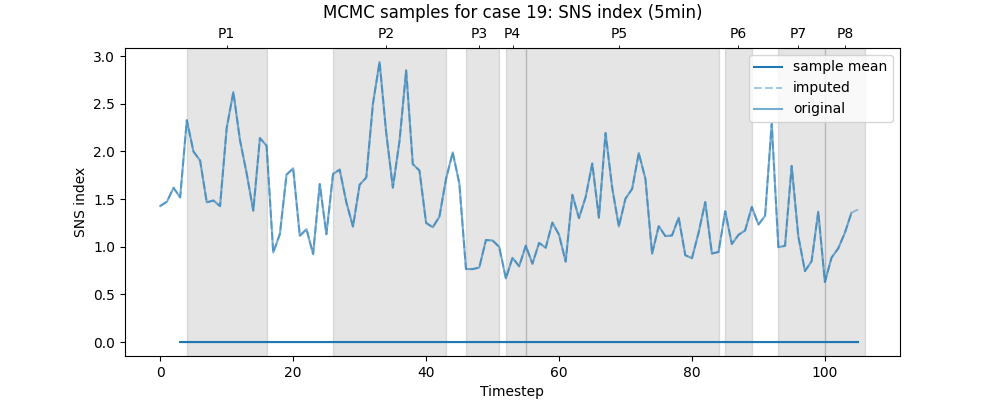 MCMC samples for case 19: SNS index (5min)
P1 P2 P3 P4 P5 P6 P7 P8
sample mean
imputed
original
3.0
2.5
2.0
1.5
1.0
0.5
0.0
SNS index
0 20 40 60 80 100
Timestep